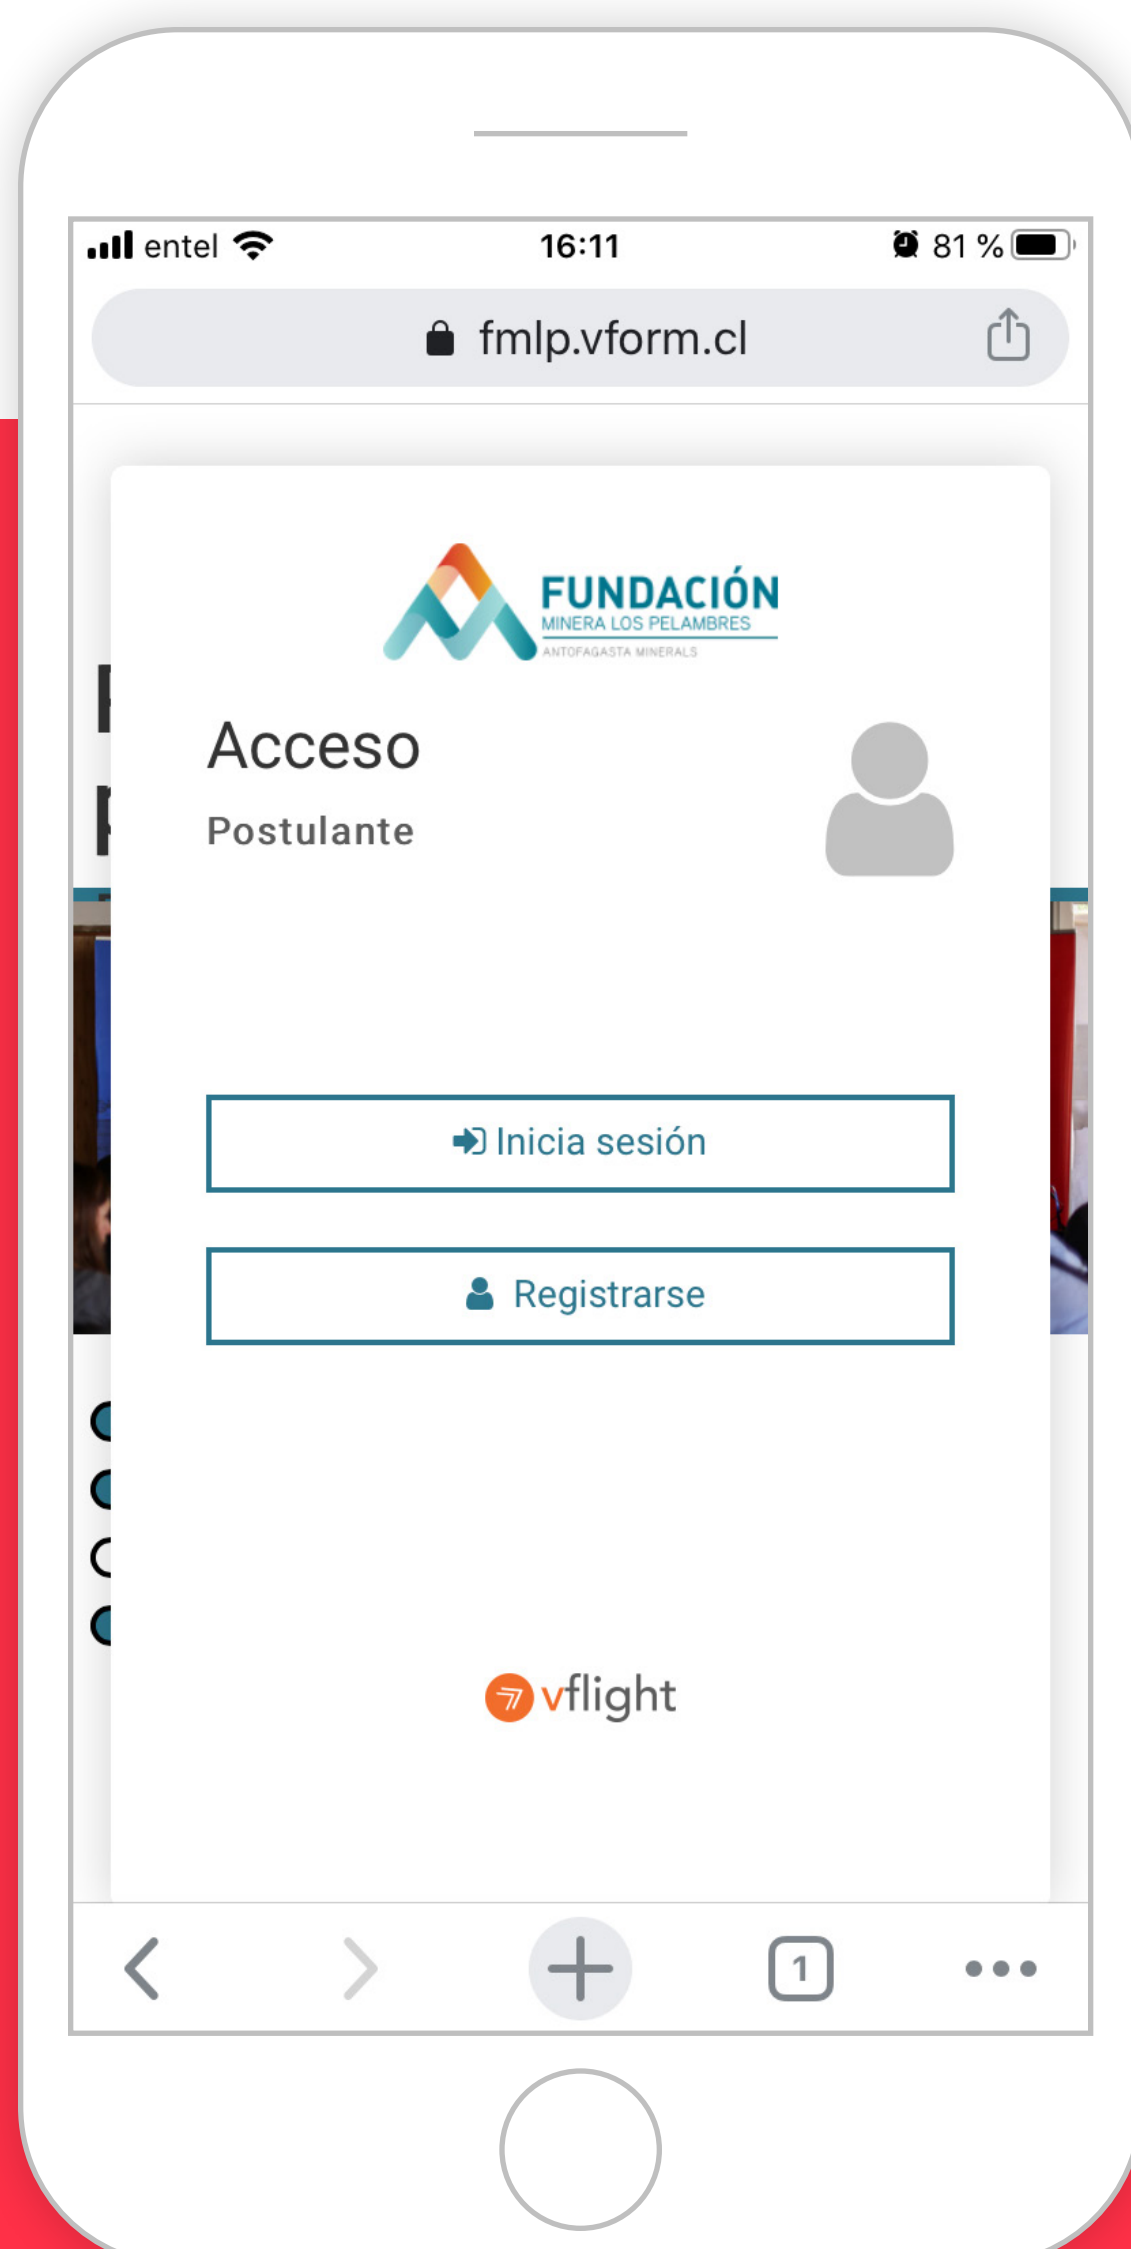 entel 16:11 81 %
fmlp.vform.cl
FUNDACIÓN
MINERA LOS PELAMBRES
ANTOFAGASTA MINERALS
Acceso
Postulante
Inicia sesión
Registrarse
vflight
1